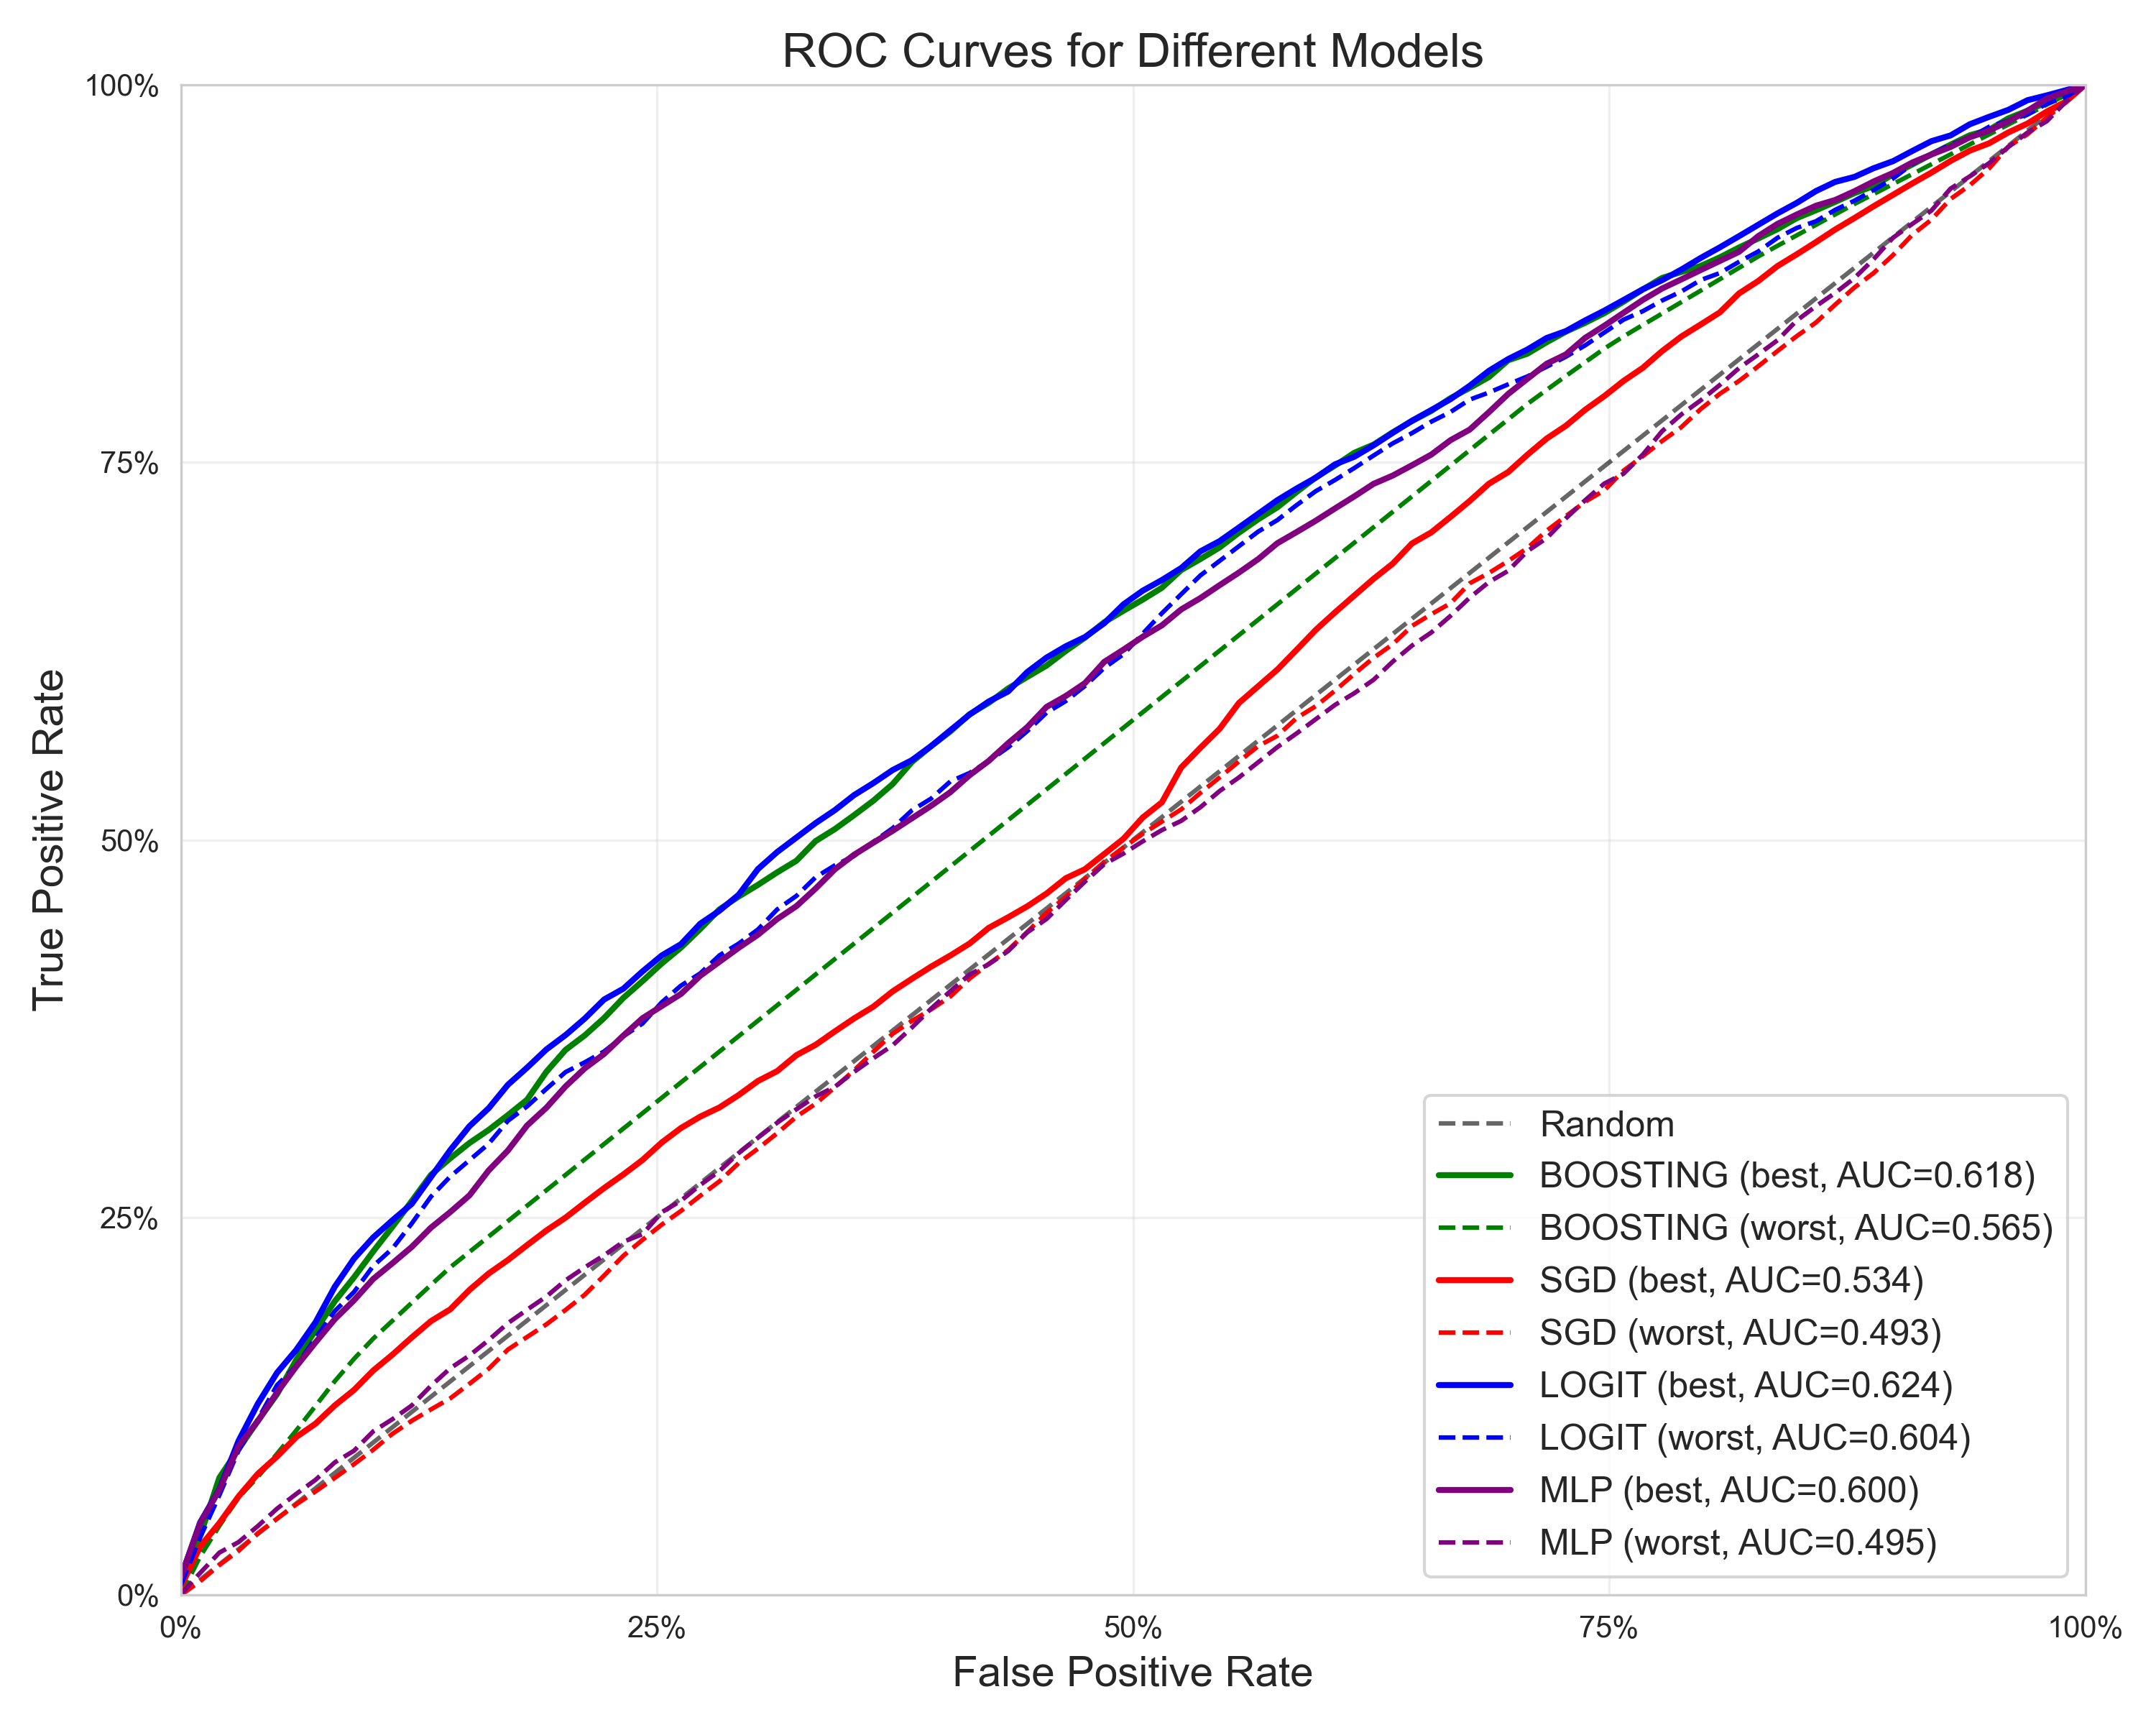 ROC Curves for Different Models
100%
75%
50%
25%
0%
True Positive Rate
0%
25%
50%
75%
100%
False Positive Rate
Random
BOOSTING (best, AUC=0.618)
BOOSTING (worst, AUC=0.565)
SGD (best, AUC=0.534)
SGD (worst, AUC=0.493)
LOGIT (best, AUC=0.624)
LOGIT (worst, AUC=0.604)
MLP (best, AUC=0.600)
MLP (worst, AUC=0.495)